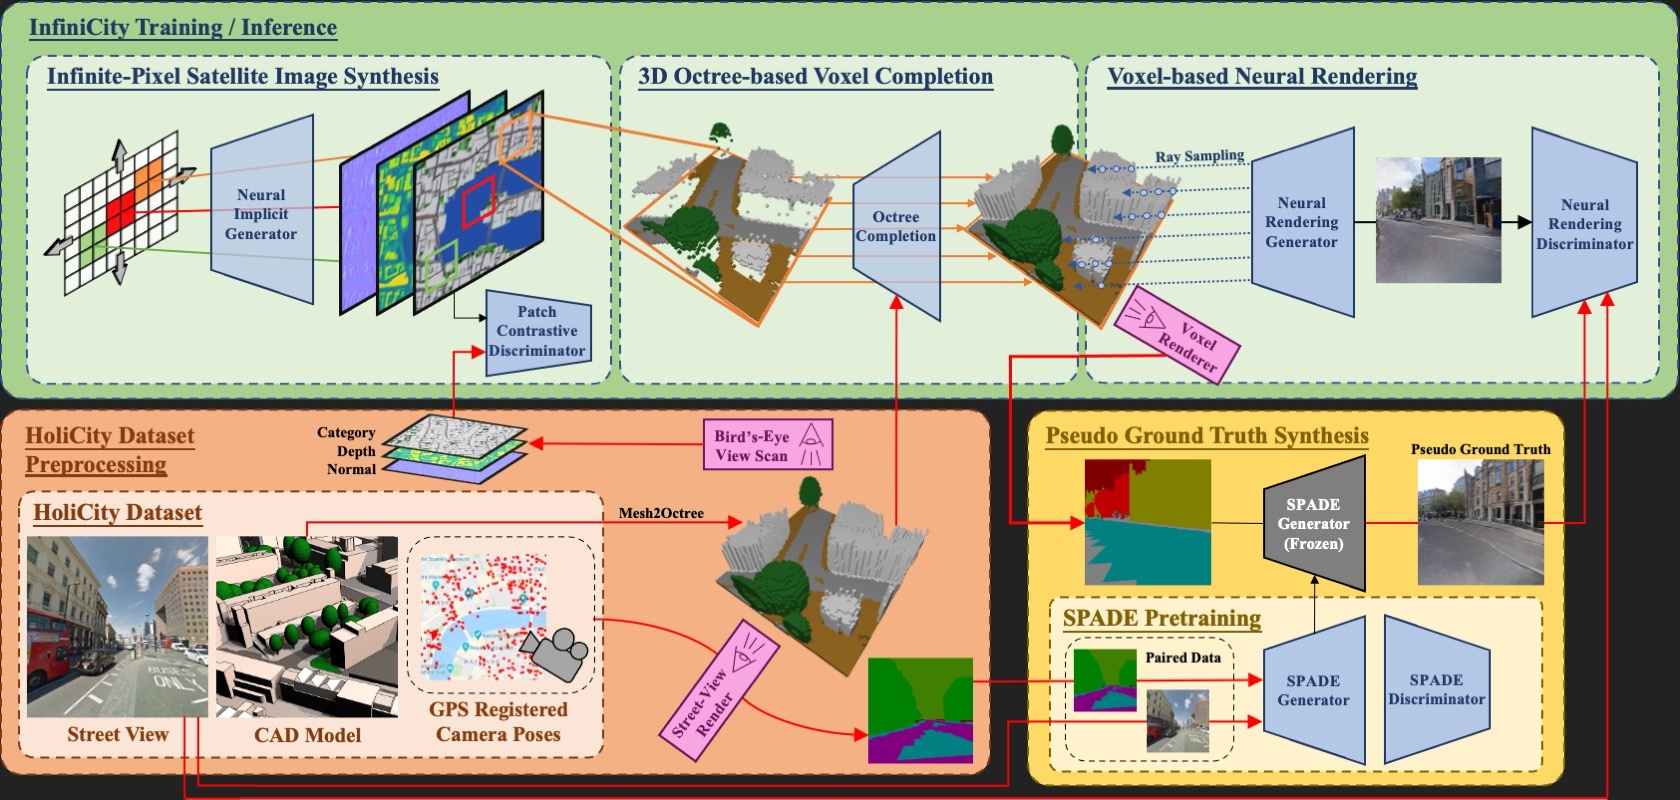 InfiniCity Training / Inference
Infinite-Pixel Satellite Image Synthesis
Neural
Implicit
Generator
Patch
Contrastive
Discriminator
3D Octree-based Voxel Completion
Octree
Completion
Voxel-based Neural Rendering
Ray Sampling
Neural
Rendering
Generator
Neural
Rendering
Discriminator
Voxel
Renderer
HoliCity Dataset
Preprocessing
Category
Depth
Normal
Bird's-Eye
View Scan
HoliCity Dataset
Mesh2Octree
BUSES
ONLY
Street View
CAD Model
GPS Registered
Camera Poses
Street-View
Render
Pseudo Ground Truth Synthesis
Pseudo Ground Truth
SPADE
Generator
(Frozen)
SPADE Pretraining
Paired Data
SPADE
Generator
SPADE
Discriminator